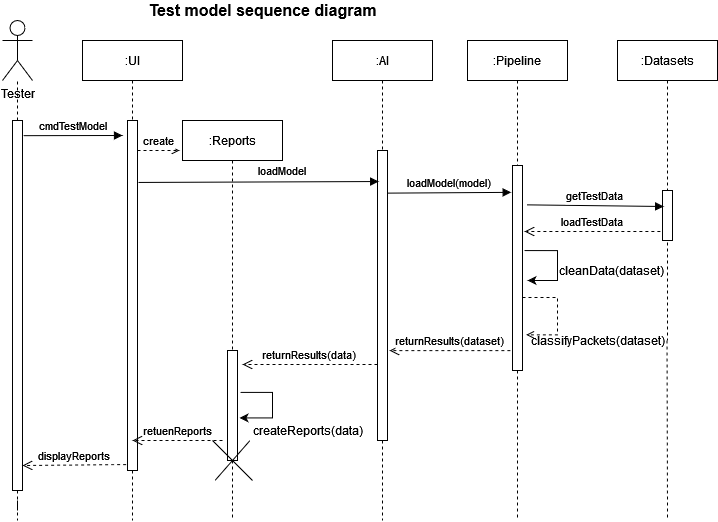 Test model sequence diagram
Tester
:UI
:AI
:Pipeline
:Datasets
cmdTestModel
create
:Reports
loadModel
loadModel(model)
getTestData
loadTestData
cleanData(dataset)
classifyPackets(dataset)
returnResults(dataset)
returnResults(data)
createReports(data)
retuenReports
displayReports